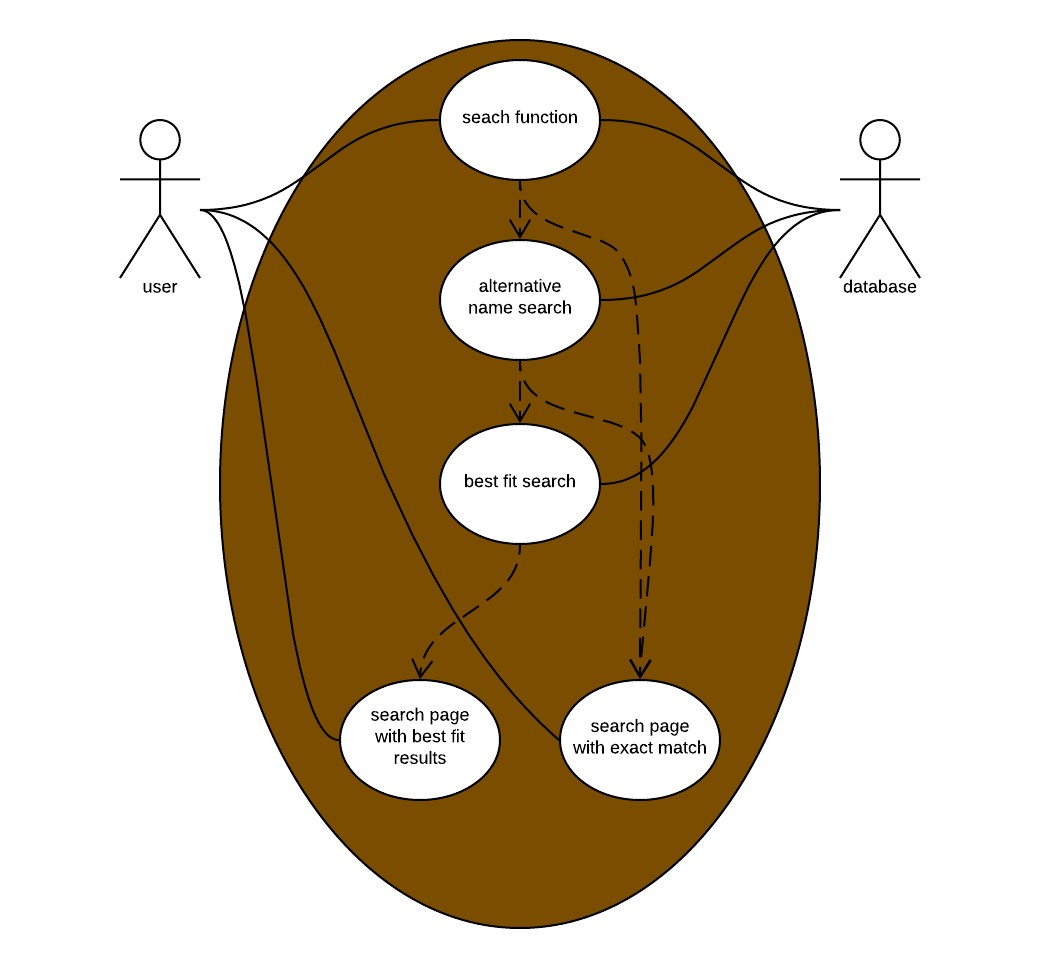 seach function
user
database
alternative
name search
best fit search
search page
with best fit
results
search page
with exact match